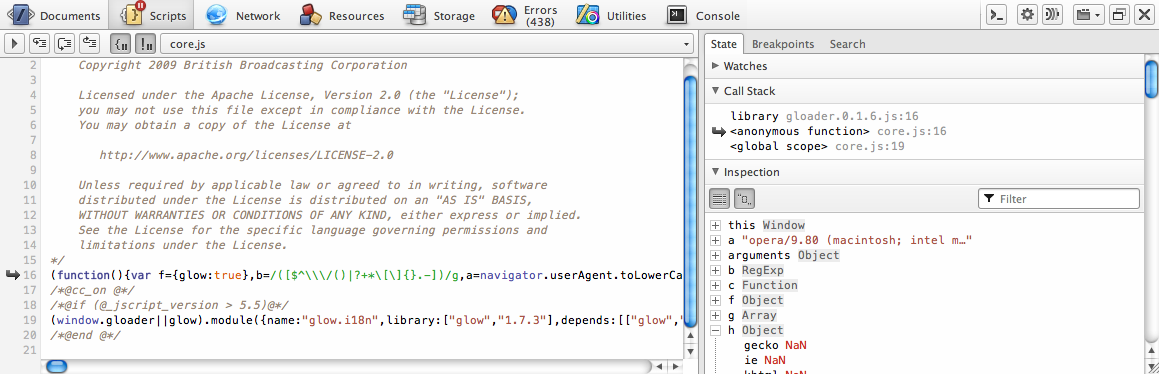 Documents Scripts Network Resources Storage Errors (438) Utilities Console
core.js
State Breakpoints Search
2 Copyright 2009 British Broadcasting Corporation
3
4 Licensed under the Apache License, Version 2.0 (the "License");
5 you may not use this file except in compliance with the License.
6 You may obtain a copy of the License at
7
8 http://www.apache.org/licenses/LICENSE-2.0
9
10 Unless required by applicable law or agreed to in writing, software
11 distributed under the License is distributed on an "AS IS" BASIS,
12 WITHOUT WARRANTIES OR CONDITIONS OF ANY KIND, either express or implied.
13 See the License for the specific language governing permissions and
14 limitations under the License.
15 */
16 (function(){var f={glow:true},b=/([$^\\\/()|?+*\[\]{}.-])/g,a=navigator.userAgent.toLowerCa
17 /*@cc_on @*/
18 /*@if (@_jscript_version > 5.5)@*/
19 (window.gloader||glow).module({name:"glow.i18n",library:["glow","1.7.3"],depends:[["glow","
20 /*@end @*/
21
Watches
Call Stack
library gloader.0.1.6.js:16
<anonymous function> core.js:16
<global scope> core.js:19
Inspection
Filter
this Window
a "opera/9.80 (macintosh; intel m…"
arguments Object
b RegExp
c Function
f Object
g Array
h Object
gecko NaN
ie NaN